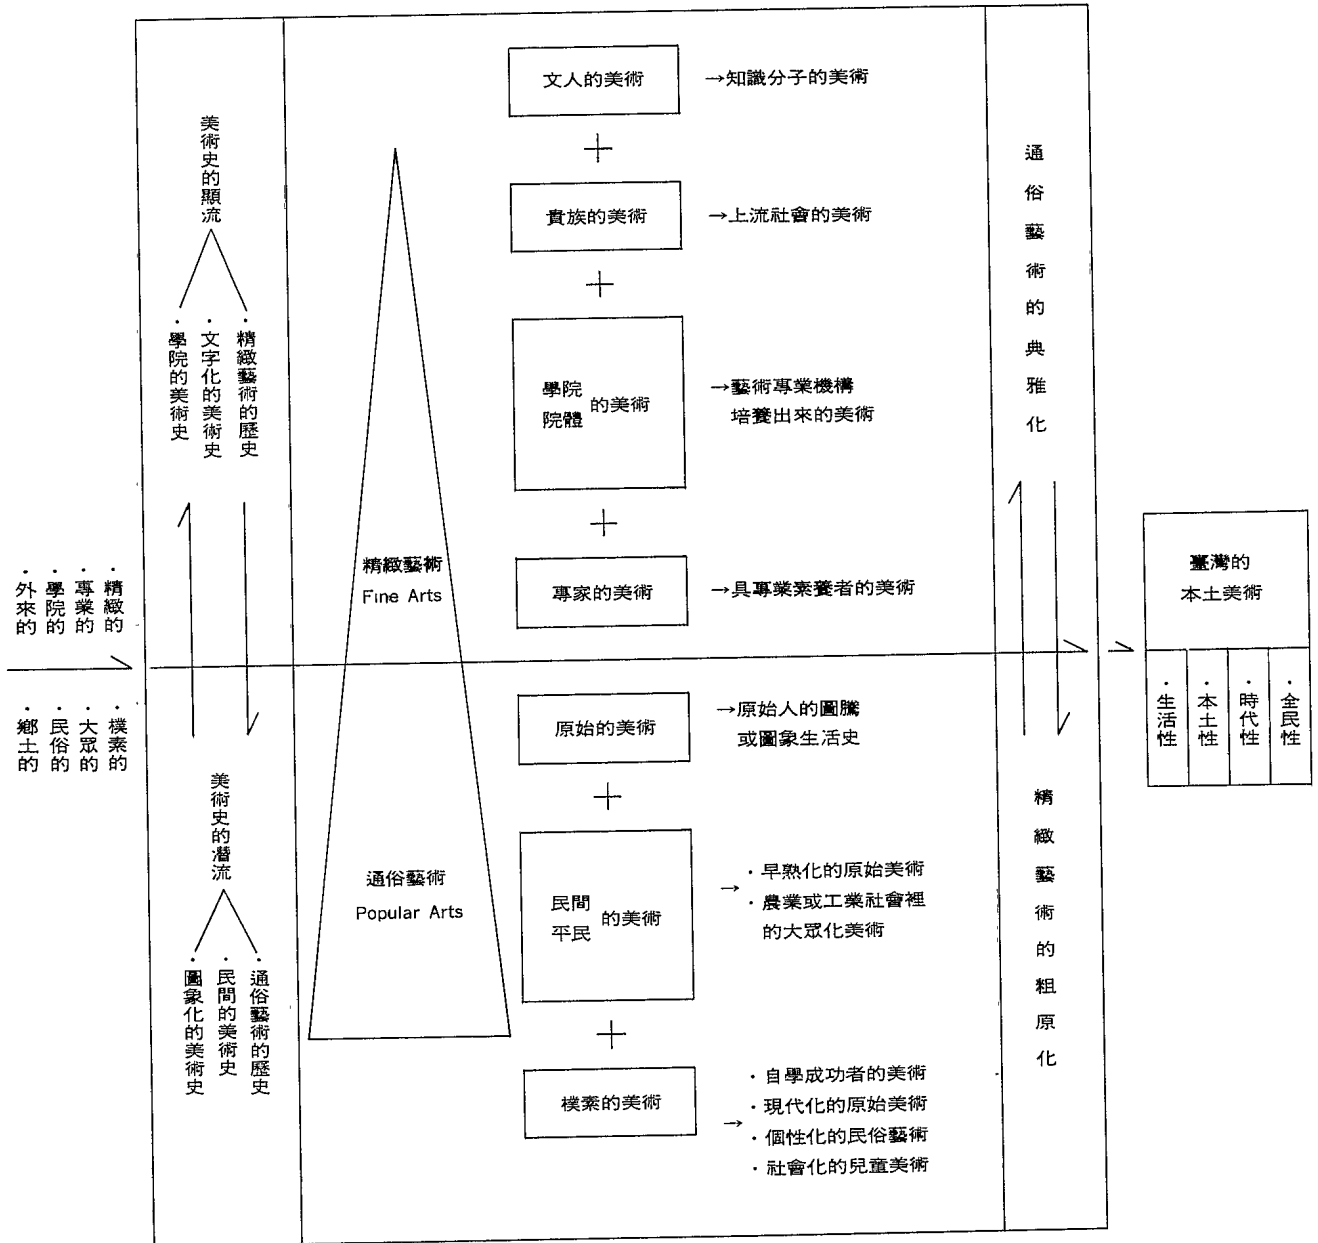 ・精緻的
・專業的
・學院的
・外來的
・樸素的
・大眾的
・民俗的
・鄉土的
美術史的顯流
・精緻藝術的歷史
・文字化的美術史
・學院的美術史
美術史的潛流
・通俗藝術的歷史
・民間的美術史
・圖象化的美術史
精緻藝術
Fine Arts
通俗藝術
Popular Arts
文人的美術
→知識分子的美術
+
貴族的美術
→上流社會的美術
+
學院
院體
的美術
→藝術專業機構
培養出來的美術
+
專家的美術
→具專業素養者的美術
原始的美術
→原始人的圖騰
或圖象生活史
+
民間
平民
的美術
→
・早熟化的原始美術
・農業或工業社會裡
的大眾化美術
+
樸素的美術
→
・自學成功者的美術
・現代化的原始美術
・個性化的民俗藝術
・社會化的兒童美術
通俗藝術的典雅化
精緻藝術的粗原化
臺灣的
本土美術
・全民性
・時代性
・本土性
・生活性